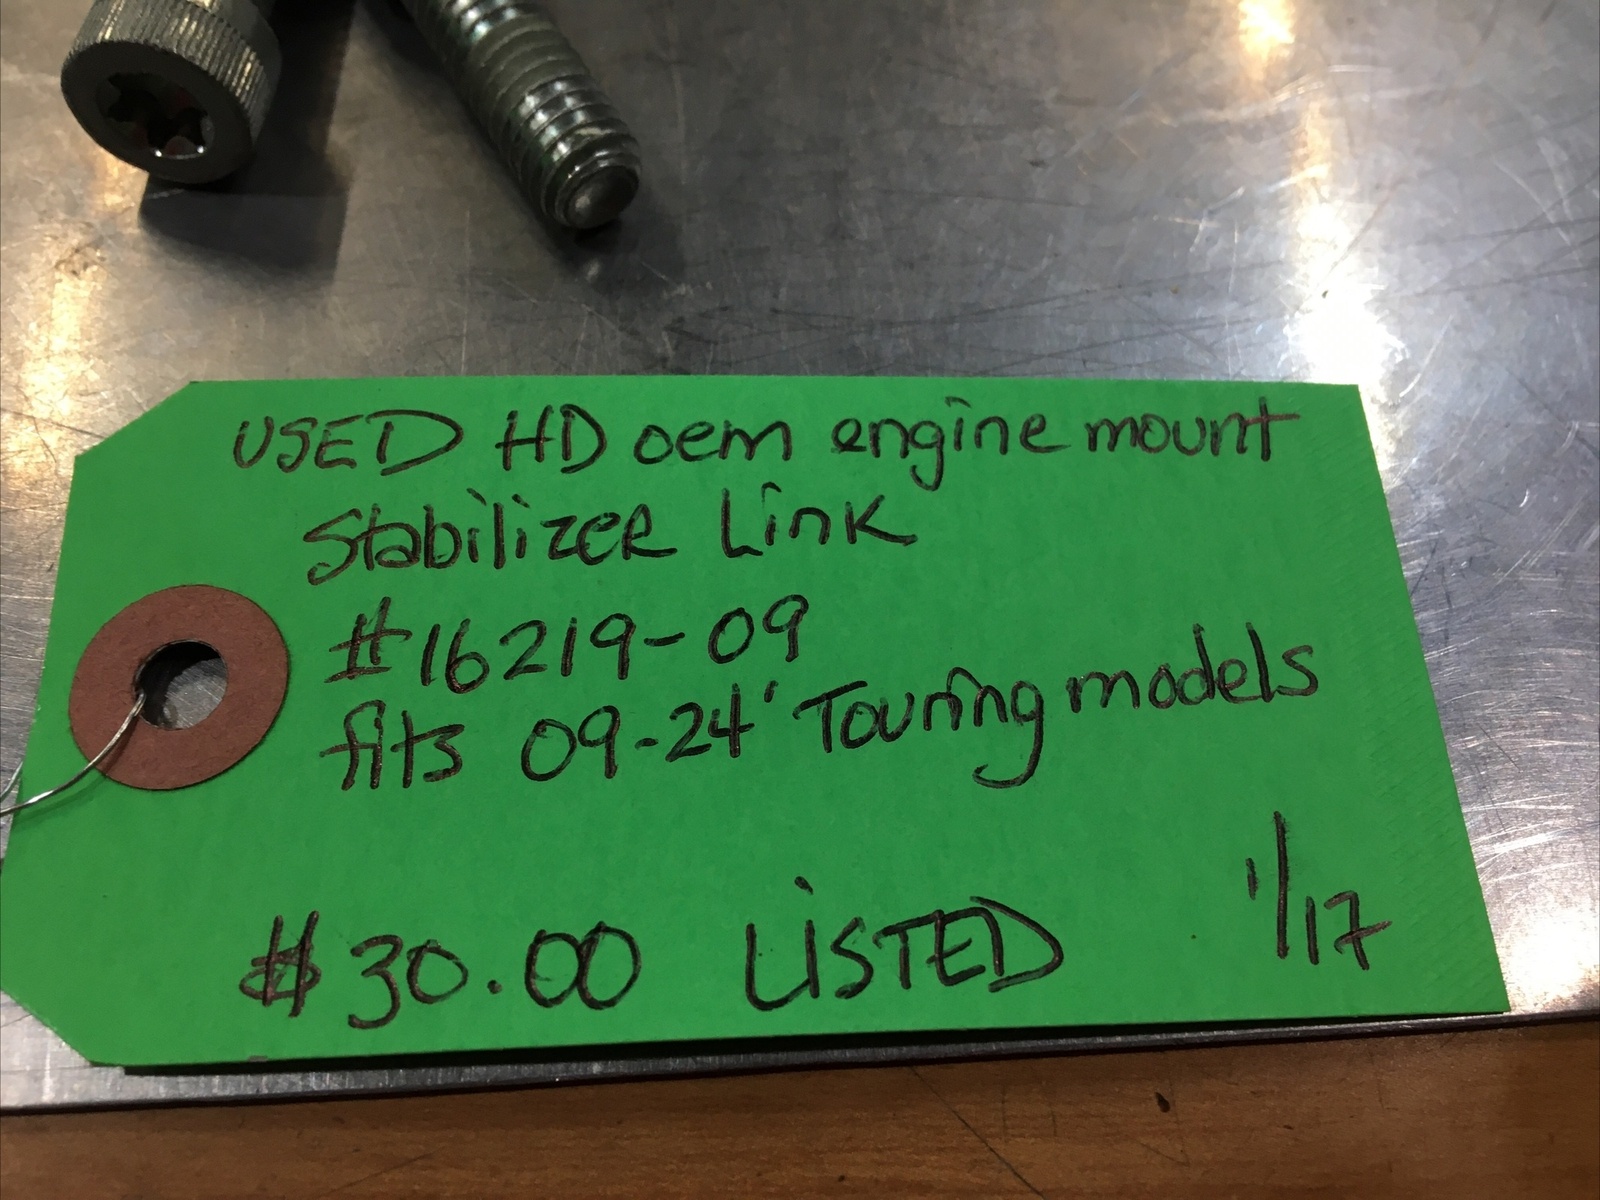 USED HD oem engine mount
Stabilizer Link
#16219-09
fits 09-24' Touring models
$30.00 LiSTED 1/17